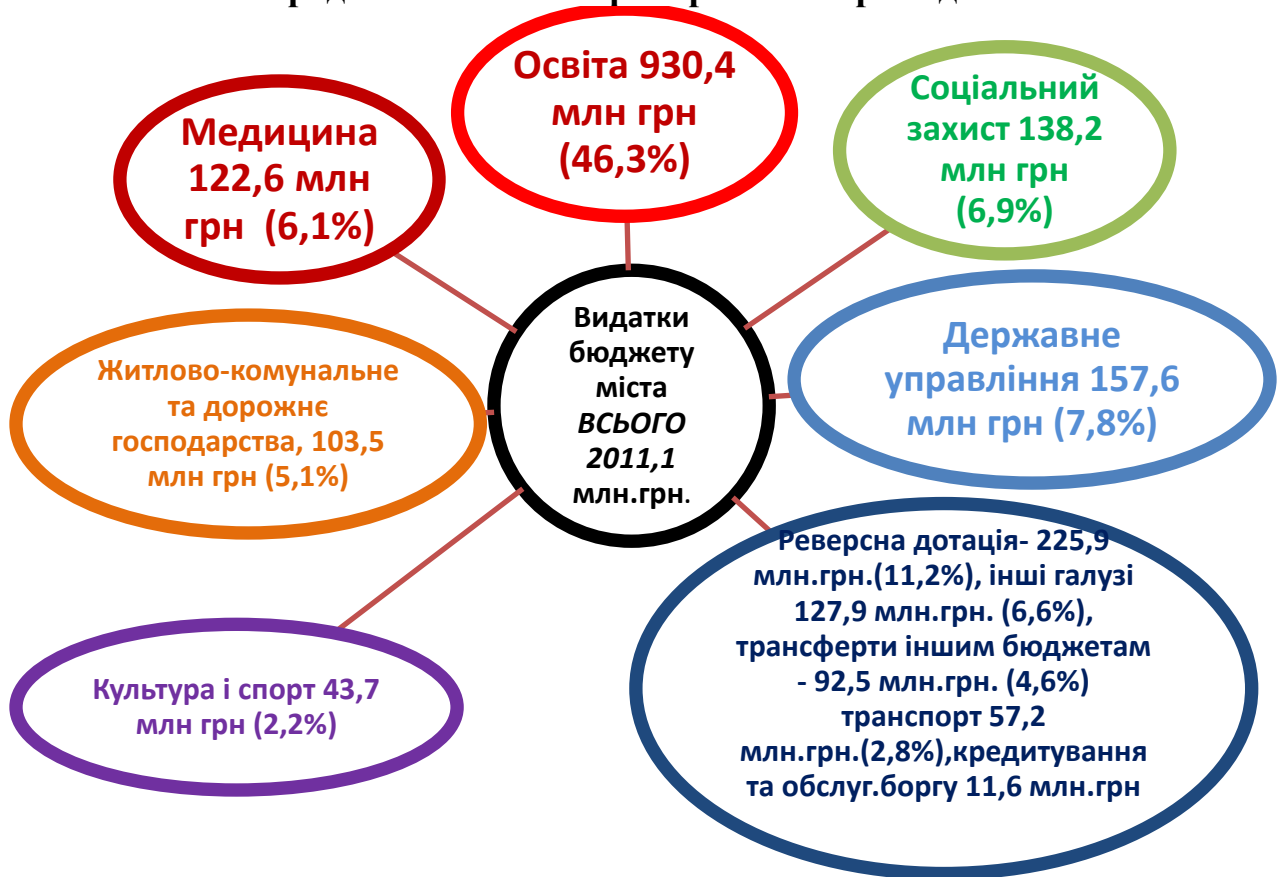 Освіта 930,4
млн грн
(46,3%)
Медицина
122,6 млн
грн (6,1%)
Соціальний
захист 138,2
млн грн
(6,9%)
Видатки
бюджету
міста
ВСЬОГО
2011,1
млн.грн.
Державне
управління 157,6
млн грн (7,8%)
Житлово-комунальне
та дорожнє
господарства, 103,5
млн грн (5,1%)
Культура і спорт 43,7
млн грн (2,2%)
Реверсна дотація- 225,9
млн.грн.(11,2%), інші галузі
127,9 млн.грн. (6,6%),
трансферти іншим бюджетам
- 92,5 млн.грн. (4,6%)
транспорт 57,2
млн.грн.(2,8%),кредитування
та обслуг.боргу 11,6 млн.грн